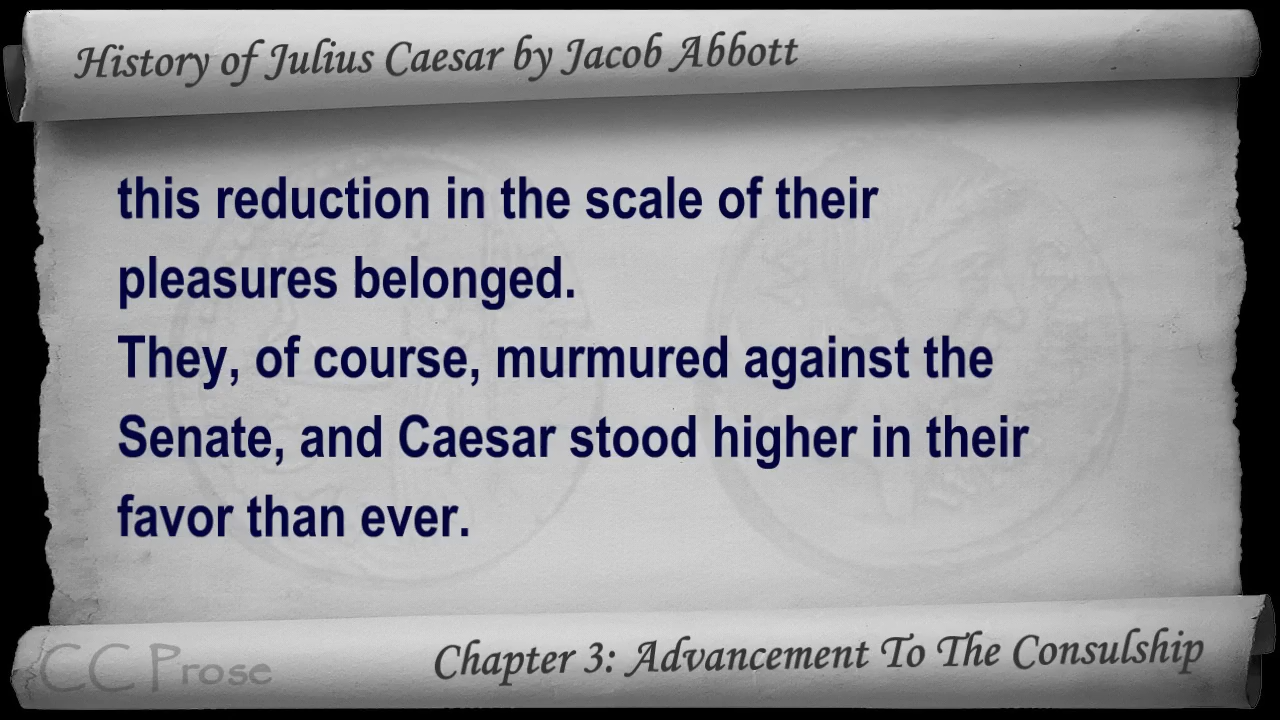 History of Julius Caesar by Jacob Abbott
this reduction in the scale of their
pleasures belonged.
They, of course, murmured against the
Senate, and Caesar stood higher in their
favor than ever.
CC Prose
Chapter 3: Advancement To The Consulship